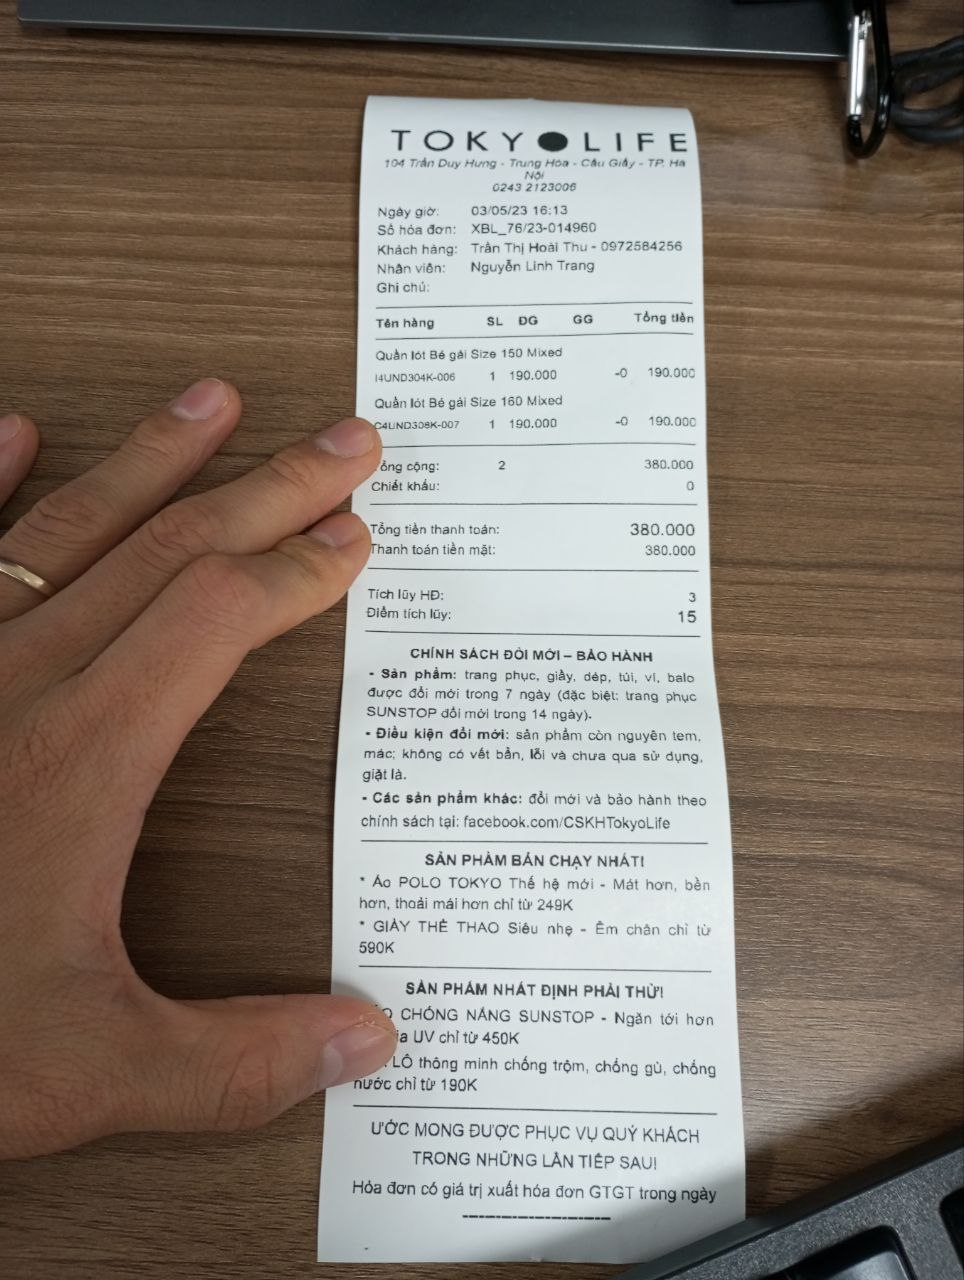 TOKYOLIFE
104 Trần Duy Hưng - Trung Hòa - Cầu Giấy - TP. Hà
Nội
0243 2123006
Ngày giờ: 03/05/23 16:13
Số hóa đơn: XBL_76/23-014960
Khách hàng: Trần Thị Hoài Thu - 0972584256
Nhân viên: Nguyễn Linh Trang
Ghi chú:
Tên hàng SL ĐG GG Tổng tiền
Quần lót Bé gái Size 150 Mixed
I4UND304K-006 1 190.000 -0 190.000
Quần lót Bé gái Size 160 Mixed
C4UND308K-007 1 190.000 -0 190.000
Tổng cộng: 2 380.000
Chiết khấu: 0
Tổng tiền thanh toán: 380.000
Thanh toán tiền mặt: 380.000
Tích lũy HĐ: 3
Điểm tích lũy: 15
CHÍNH SÁCH ĐỔI MỚI – BẢO HÀNH
- Sản phẩm: trang phục, giầy, dép, túi, ví, balo
được đổi mới trong 7 ngày (đặc biệt: trang phục
SUNSTOP đổi mới trong 14 ngày).
- Điều kiện đổi mới: sản phẩm còn nguyên tem,
mác; không có vết bẩn, lỗi và chưa qua sử dụng,
giặt là.
- Các sản phẩm khác: đổi mới và bảo hành theo
chính sách tại: facebook.com/CSKHTokyoLife
SẢN PHẨM BÁN CHẠY NHẤT!
* Áo POLO TOKYO Thế hệ mới - Mát hơn, bền
hơn, thoải mái hơn chỉ từ 249K
* GIÀY THỂ THAO Siêu nhẹ - Êm chân chỉ từ
590K
SẢN PHẨM NHẤT ĐỊNH PHẢI THỬ!
CHỐNG NẮNG SUNSTOP - Ngăn tới hơn
UV chỉ từ 450K
LÔ thông minh chống trộm, chống gù, chống
nước chỉ từ 190K
ƯỚC MONG ĐƯỢC PHỤC VỤ QUÝ KHÁCH
TRONG NHỮNG LẦN TIẾP SAU!
Hóa đơn có giá trị xuất hóa đơn GTGT trong ngày